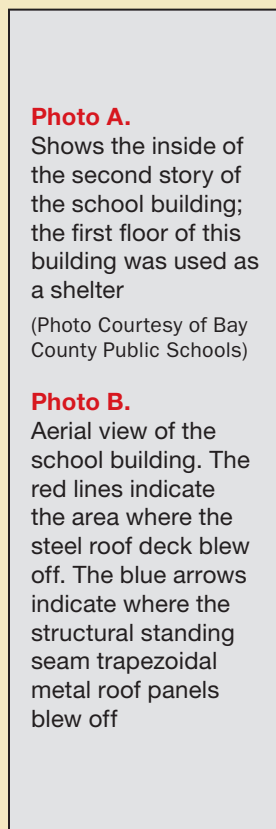 Photo A.
Shows the inside of
the second story of
the school building;
the first floor of this
building was used as
a shelter
(Photo Courtesy of Bay
County Public Schools)
Photo B.
Aerial view of the
school building. The
red lines indicate
the area where the
steel roof deck blew
off. The blue arrows
indicate where the
structural standing
seam trapezoidal
metal roof panels
blew off